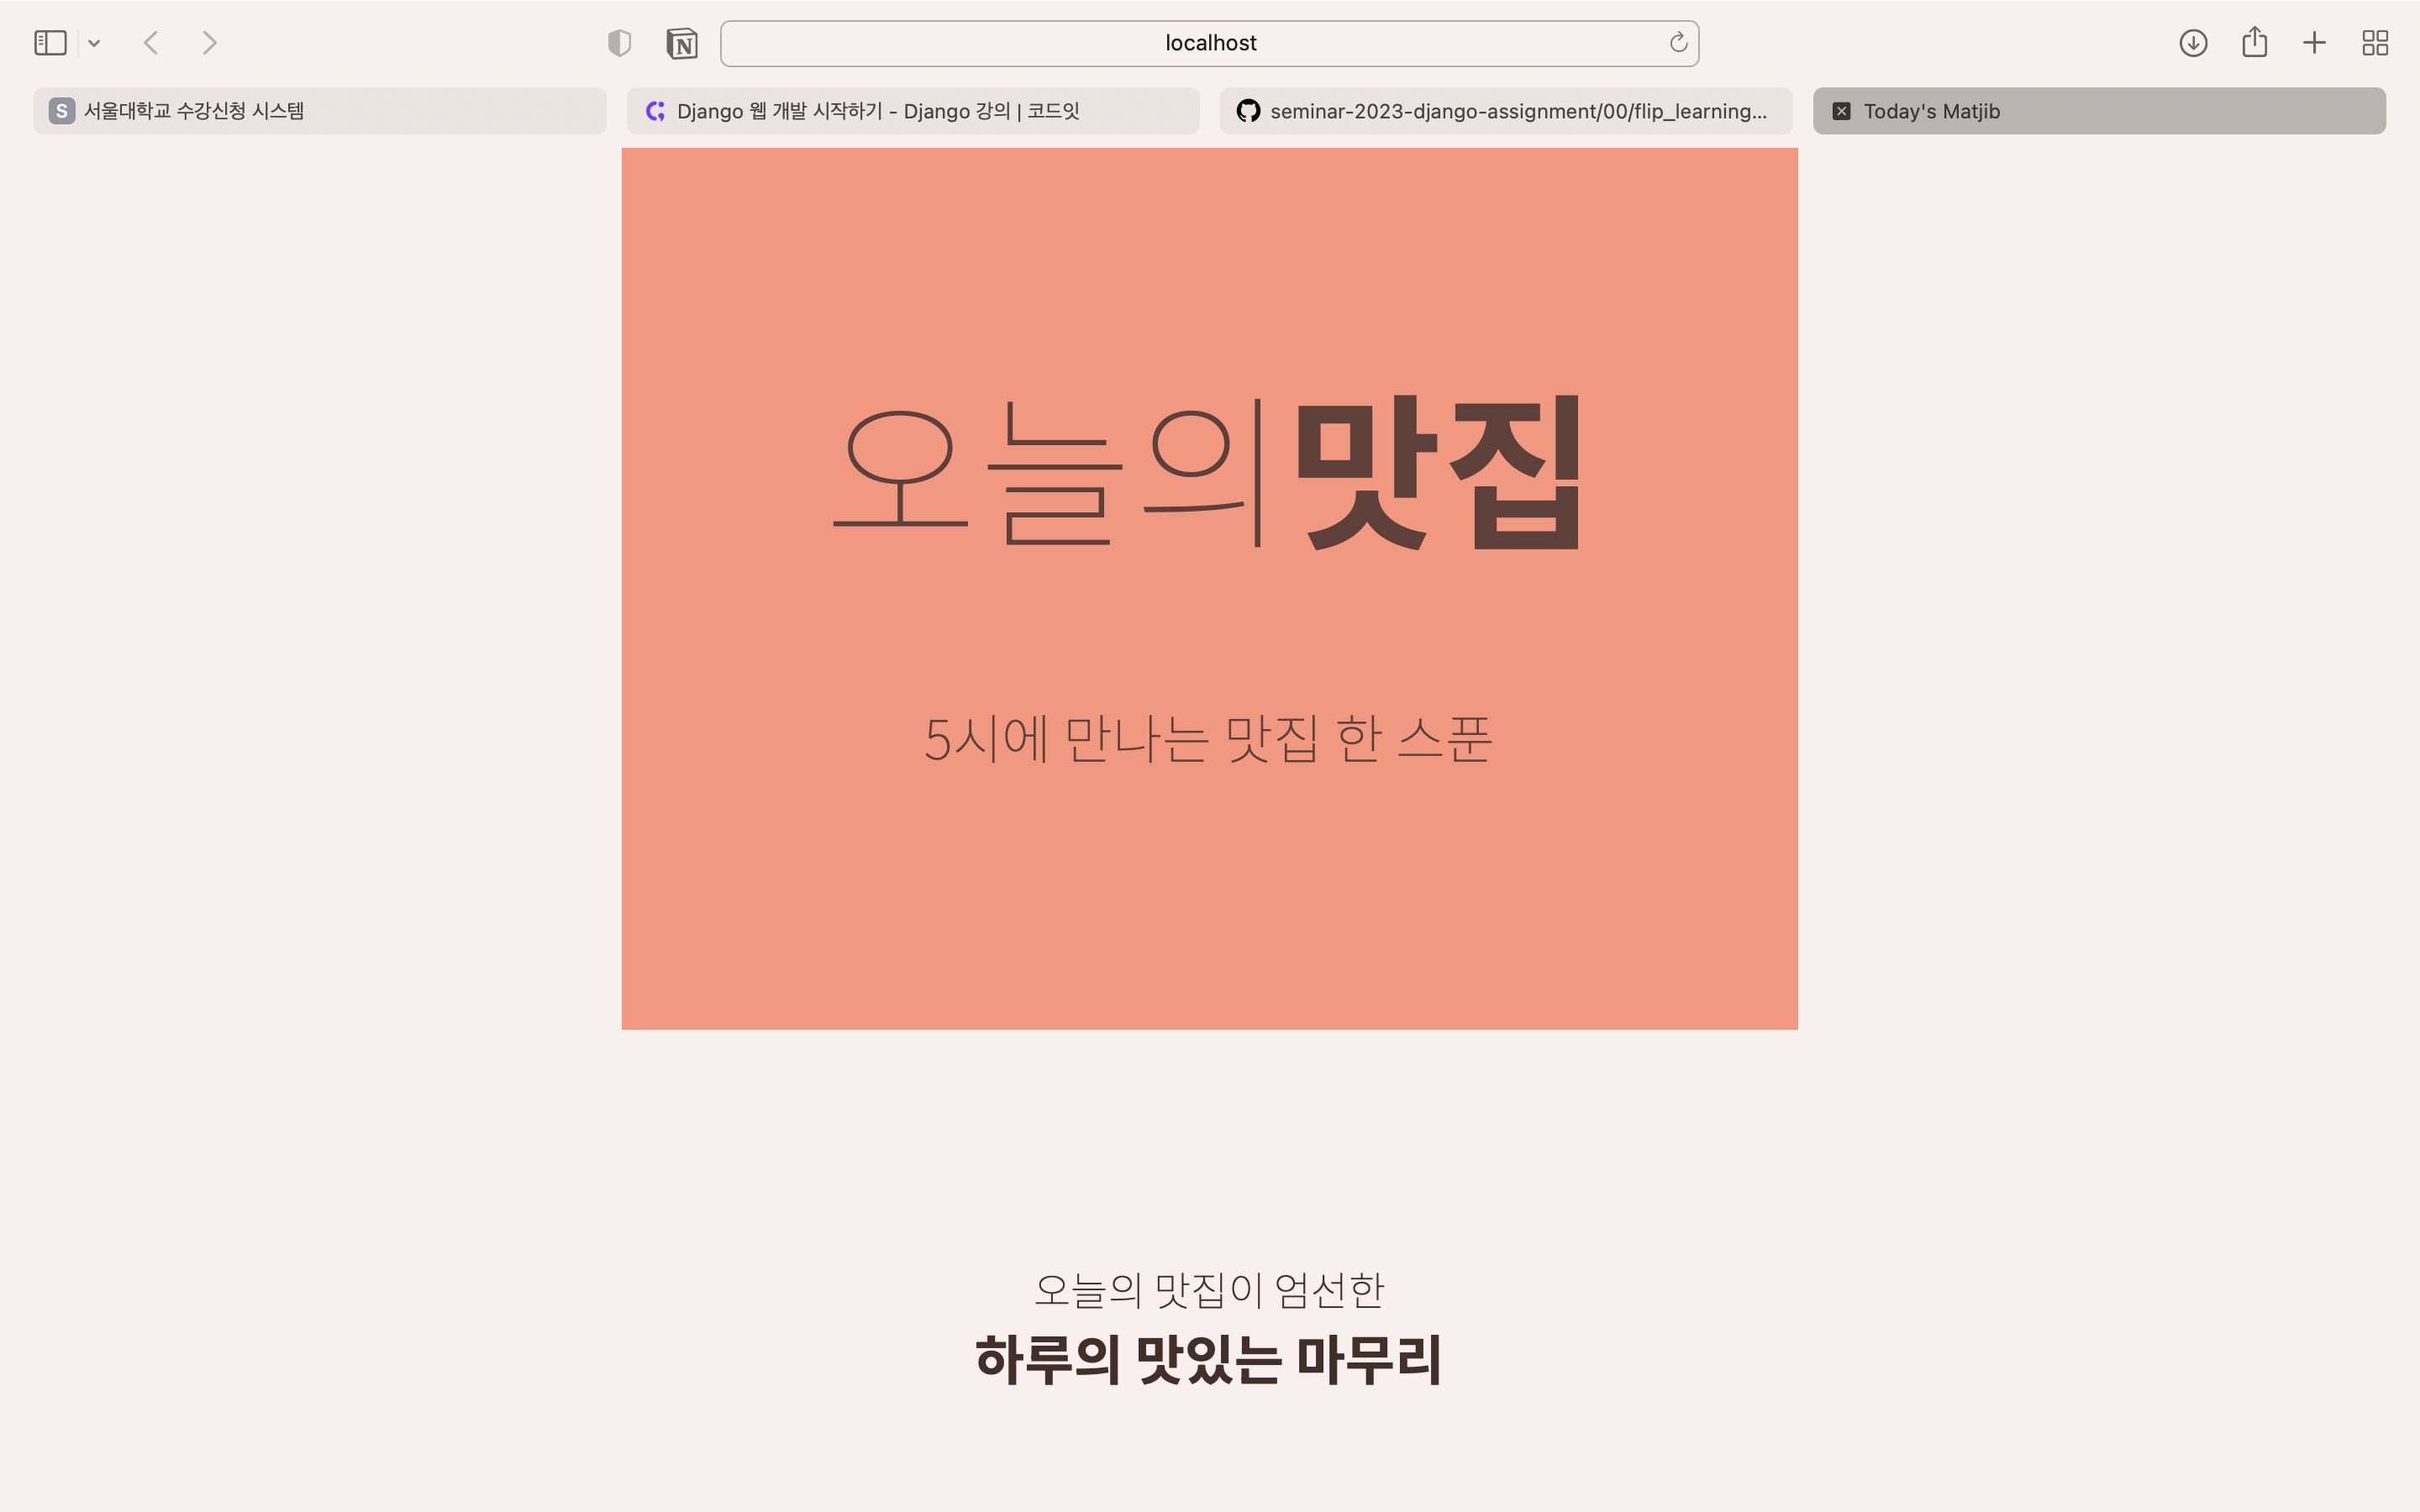 localhost
S 서울대학교 수강신청 시스템
Django 웹 개발 시작하기 - Django 강의 | 코드잇
seminar-2023-django-assignment/00/flip_learning...
Today's Matjib
오늘의맛집
5시에 만나는 맛집 한 스푼
오늘의 맛집이 엄선한
하루의 맛있는 마무리